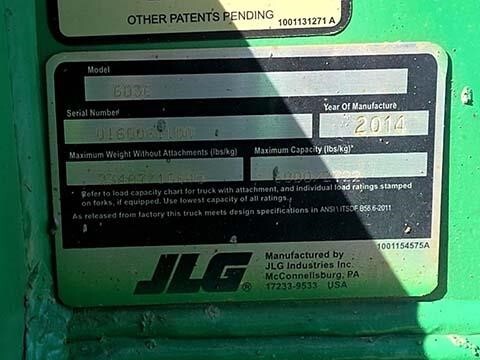 OTHER PATENTS PENDING
1001131271 A
Model
Serial Number
Year Of Manufacture
2014
Maximum Weight Without Attachments (lbs/kg)
Maximum Capacity (lbs/kg)*
*Refer to load capacity chart for truck with attachment, and individual load ratings stamped
on forks, if equipped. Use lowest capacity of all ratings.
As released from factory this truck meets design specifications in ANSI \ ITSDF B56.6-2011
1001154575A
JLG®
Manufactured by
JLG Industries Inc.
McConnellsburg, PA
17233-9533 USA